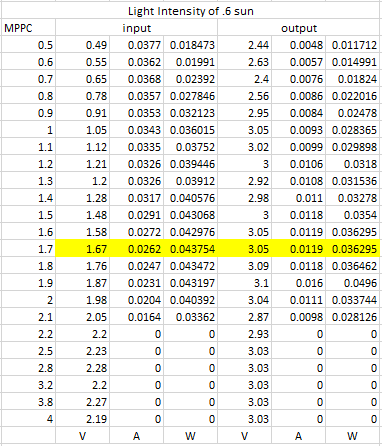 Light Intensity of .6 sun
MPPC input output
0.5 0.49 0.0377 0.018473 2.44 0.0048 0.011712
0.6 0.55 0.0362 0.01991 2.63 0.0057 0.014991
0.7 0.65 0.0368 0.02392 2.4 0.0076 0.01824
0.8 0.78 0.0357 0.027846 2.56 0.0086 0.022016
0.9 0.91 0.0353 0.032123 2.95 0.0084 0.02478
1 1.05 0.0343 0.036015 3.05 0.0093 0.028365
1.1 1.12 0.0335 0.03752 3.02 0.0099 0.029898
1.2 1.21 0.0326 0.039446 3 0.0106 0.0318
1.3 1.2 0.0326 0.03912 2.92 0.0108 0.031536
1.4 1.28 0.0317 0.040576 2.98 0.011 0.03278
1.5 1.48 0.0291 0.043068 3 0.0118 0.0354
1.6 1.58 0.0272 0.042976 3.05 0.0119 0.036295
1.7 1.67 0.0262 0.043754 3.05 0.0119 0.036295
1.8 1.76 0.0247 0.043472 3.09 0.0118 0.036462
1.9 1.87 0.0231 0.043197 3.1 0.016 0.0496
2 1.98 0.0204 0.040392 3.04 0.0111 0.033744
2.1 2.05 0.0164 0.03362 2.87 0.0098 0.028126
2.2 2.2 0 0 2.93 0 0
2.5 2.23 0 0 3.03 0 0
2.8 2.28 0 0 3.03 0 0
3.2 2.2 0 0 3.03 0 0
3.8 2.27 0 0 3.03 0 0
4 2.19 0 0 3.03 0 0
V A W V A W